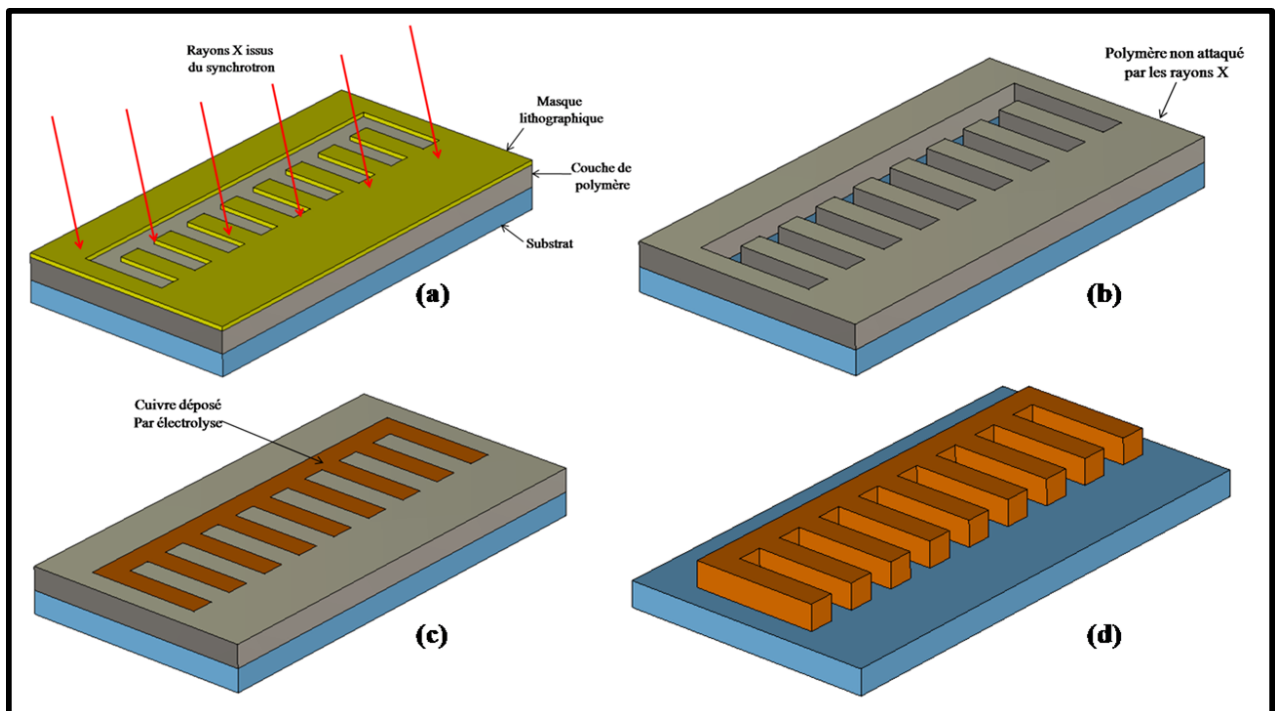 Rayons X issus
du synchrotron
Masque
lithographique
Couche de
polymère
Substrat
(a)
Polymère non attaqué
par les rayons X
(b)
Cuivre déposé
Par électrolyse
(c)
(d)